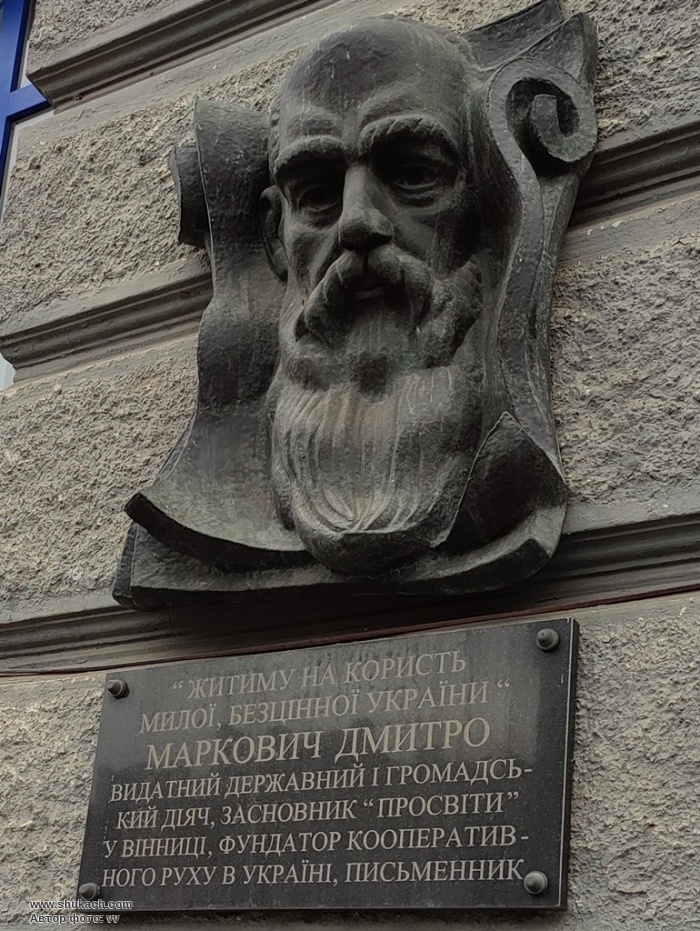 “ЖИТИМУ НА КОРИСТЬ
МИЛОЇ, БЕЗЦІННОЇ УКРАЇНИ“
МАРКОВИЧ ДМИТРО
ВИДАТНИЙ ДЕРЖАВНИЙ І ГРОМАДСЬ-
КИЙ ДІЯЧ, ЗАСНОВНИК “ПРОСВІТИ”
У ВІННИЦІ, ФУНДАТОР КООПЕРАТИВ-
НОГО РУХУ В УКРАЇНІ, ПИСЬМЕННИК
www.shukach.com
Автор фото: vv